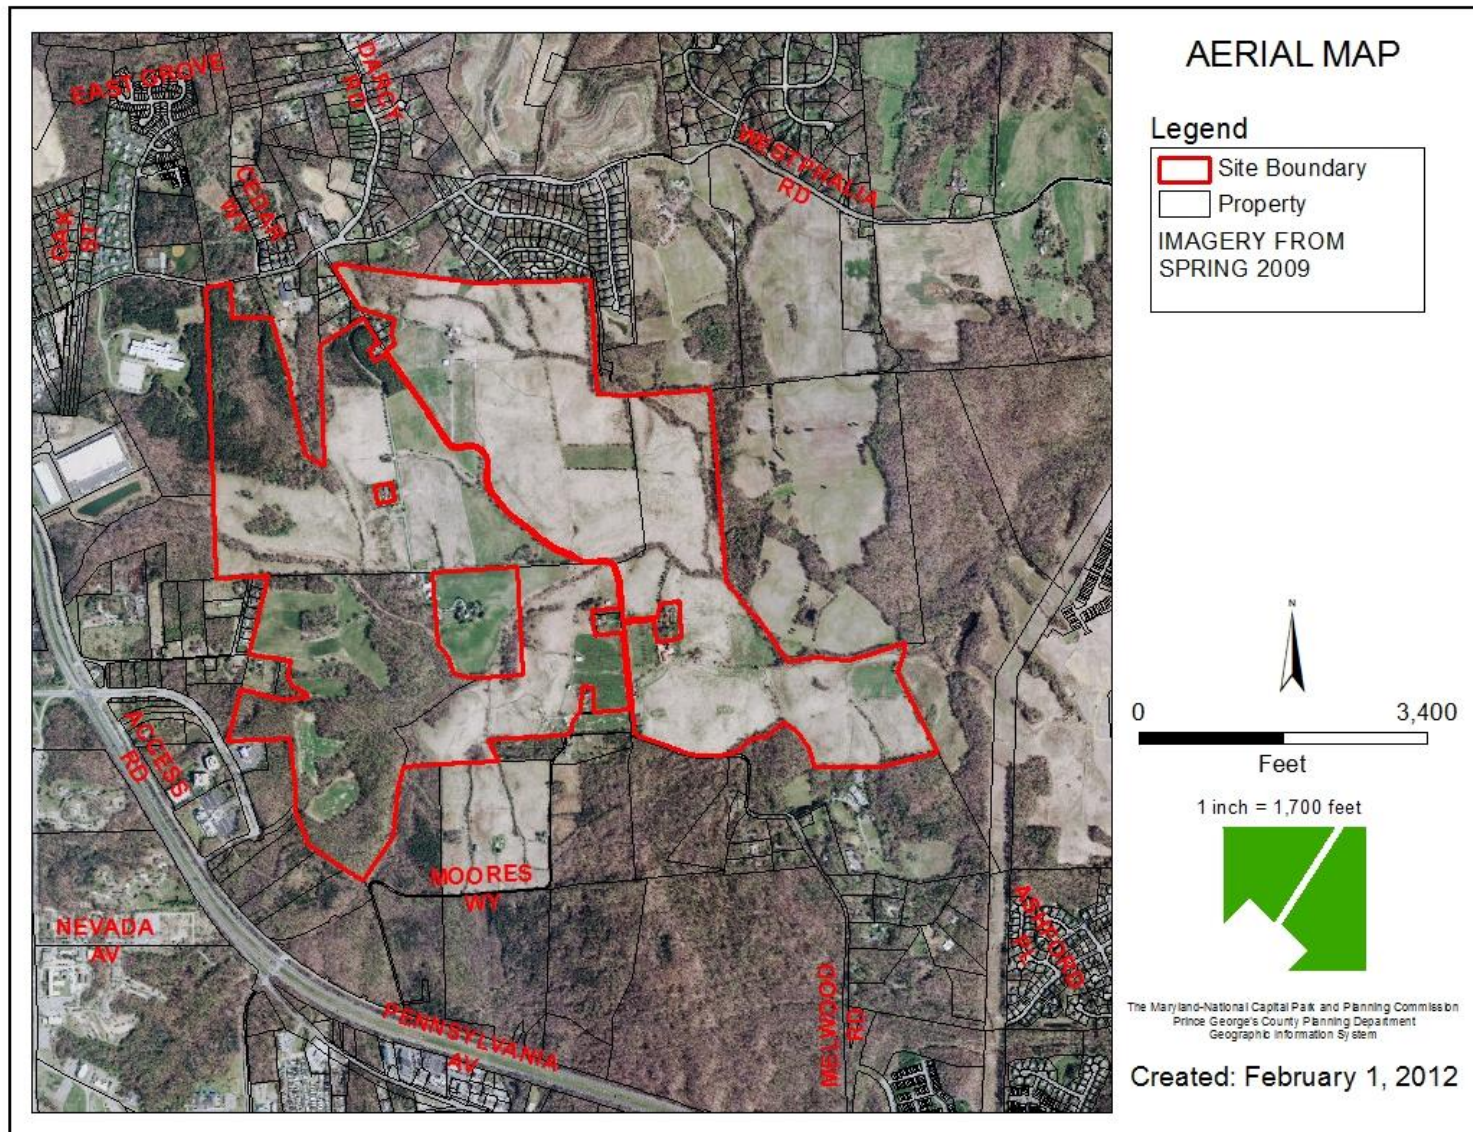 AERIAL MAP
Legend
Site Boundary
Property
IMAGERY FROM
SPRING 2009
EAST GROVE
DARCY
RD
CEDAR
WY
OAK
ST
WESTPHALIA
RD
ACCESS
RD
MOORES
WY
NEVADA
AV
PENNSYLVANIA
AV
MELWOOD
RD
ASHFORD
PL
N
0 3,400
Feet
1 inch = 1,700 feet
The Maryland-National Capital Park and Planning Commission
Prince George's County Planning Department
Geographic Information System
Created: February 1, 2012